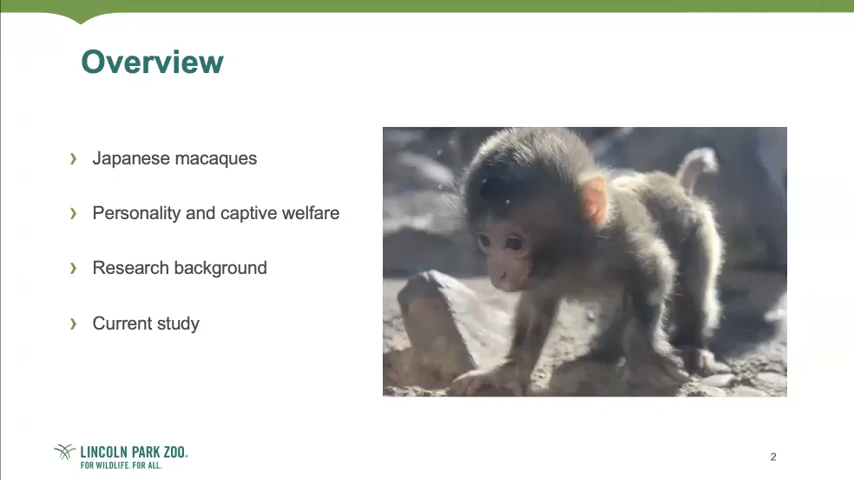 Overview
› Japanese macaques
› Personality and captive welfare
› Research background
› Current study
LINCOLN PARK ZOO.
FOR WILDLIFE. FOR ALL.
2